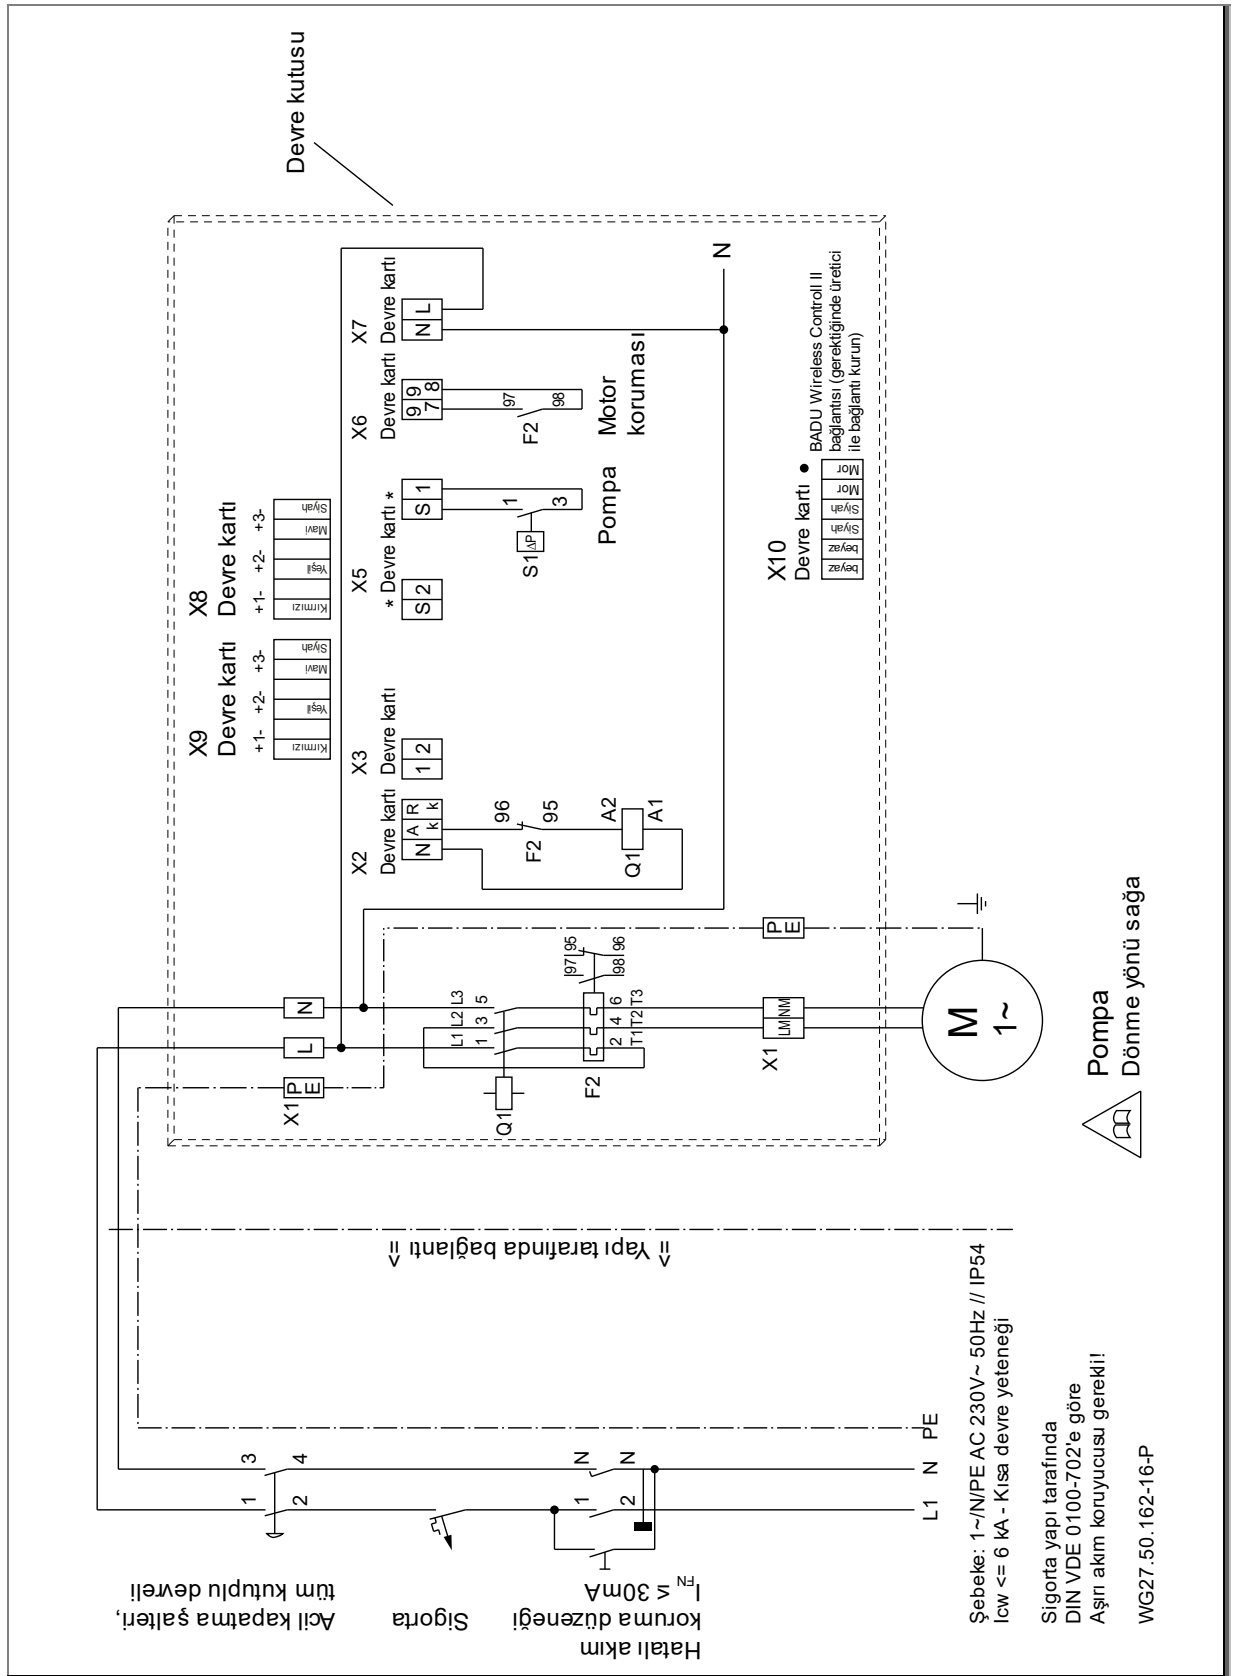 Devre kutusu
X9
Devre kartı
+1- +2- +3-
Kırmızı
Yeşil
Mavi
Siyah
X8
Devre kartı
+1- +2- +3-
Kırmızı
Yeşil
Mavi
Siyah
X1
PE
L
N
X2
Devre kartı
N
A k
R k
X3
Devre kartı
1 2
X5
* Devre kartı *
S 2
S 1
X6
Devre kartı
9 7
9 8
X7
Devre kartı
N L
96
F2
95
A2
Q1
A1
1
S1
ΔP
3
Pompa
97
F2
98
Motor
koruması
N
L1 L2 L3
1 3 5
Q1
F2
97 95
98 96
2 4 6
T1 T2 T3
X1
LM NM
PE
X10
Devre kartı
beyaz
beyaz
Siyah
Siyah
Mor
Mor
BADU Wireless Controll II
bağlantısı (gerektiğinde üretici
ile bağlantı kurun)
M
1~
Pompa
Dönme yönü sağa
<= Yapı tarafında bağlantı =>
Acil kapatma şalteri,
tüm kutuplu devreli
1 3
2 4
Sigorta
Hatalı akım
koruma düzeneği
I FN ≤ 30mA
1 N
2 N
L1 N PE
Şebeke: 1~/N/PE AC 230V~ 50Hz // IP54
Icw <= 6 kA - Kısa devre yeteneği
Sigorta yapı tarafında
DIN VDE 0100-702'e göre
Aşırı akım koruyucusu gerekli!
WG27.50.162-16-P